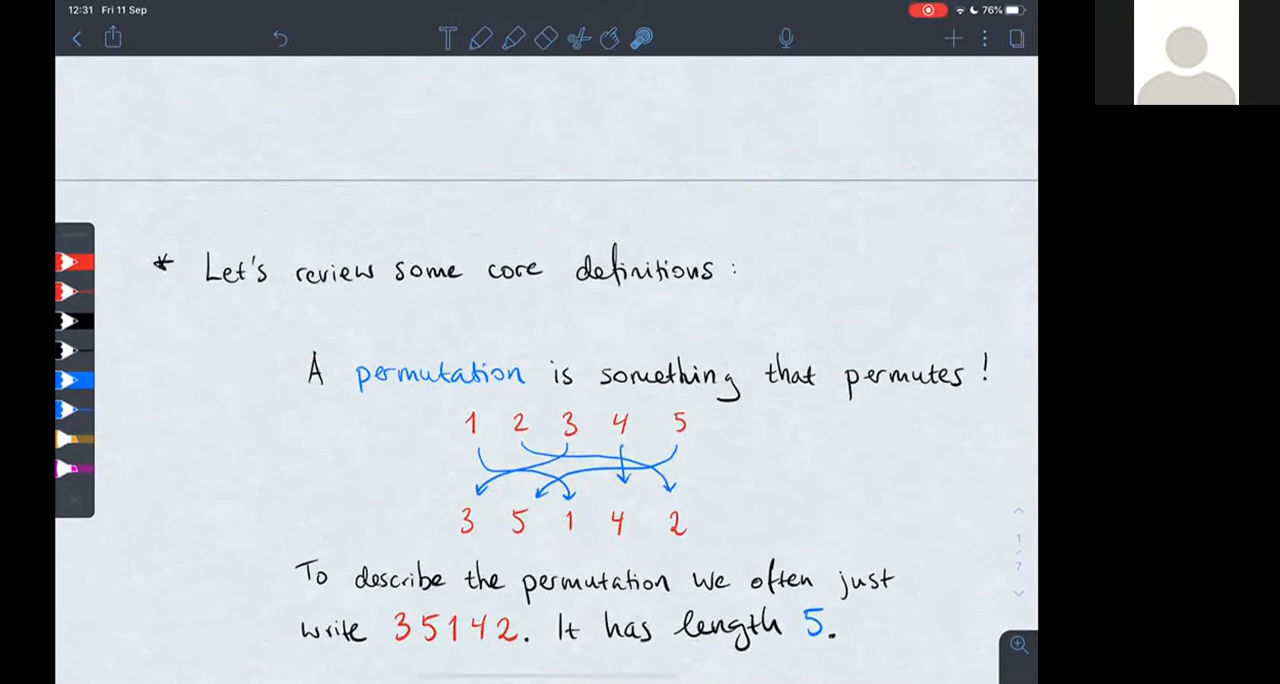 12:31 Fri 11 Sep
76%
* Let's review some core definitions :
A permutation is something that permutes !
1 2 3 4 5
3 5 1 4 2
To describe the permutation we often just
write 35142. It has length 5.
1
/
7